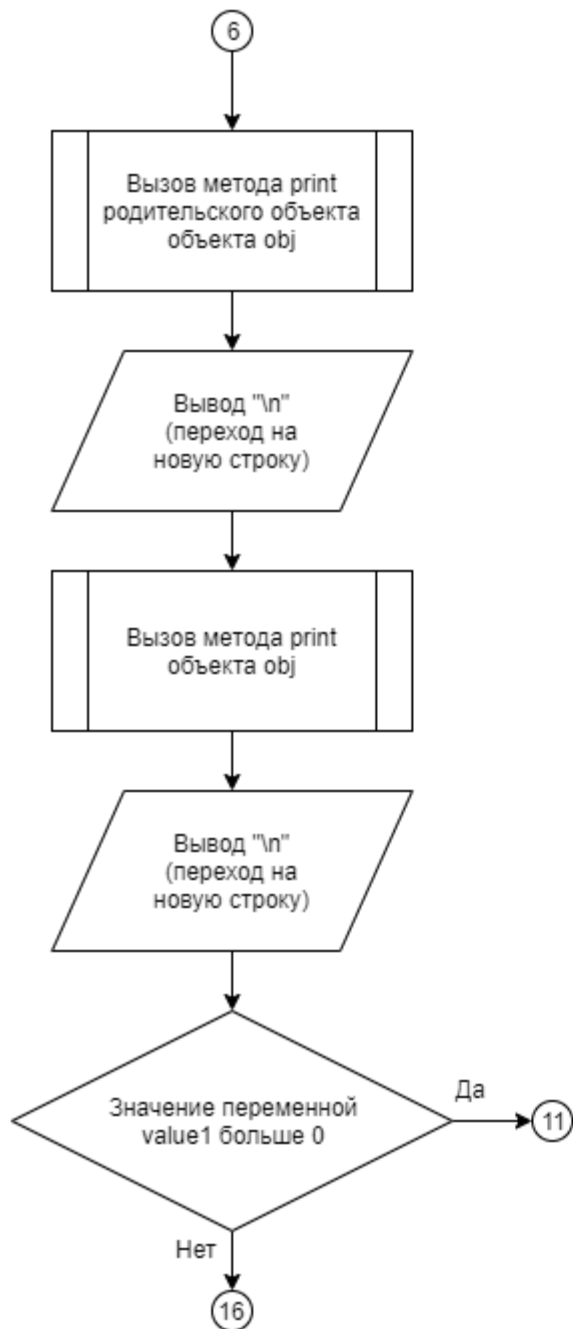 6
Вызов метода print
родительского объекта
объекта obj
Вывод "\n"
(переход на
новую строку)
Вызов метода print
объекта obj
Вывод "\n"
(переход на
новую строку)
Значение переменной
value1 больше 0
Да
11
Нет
16